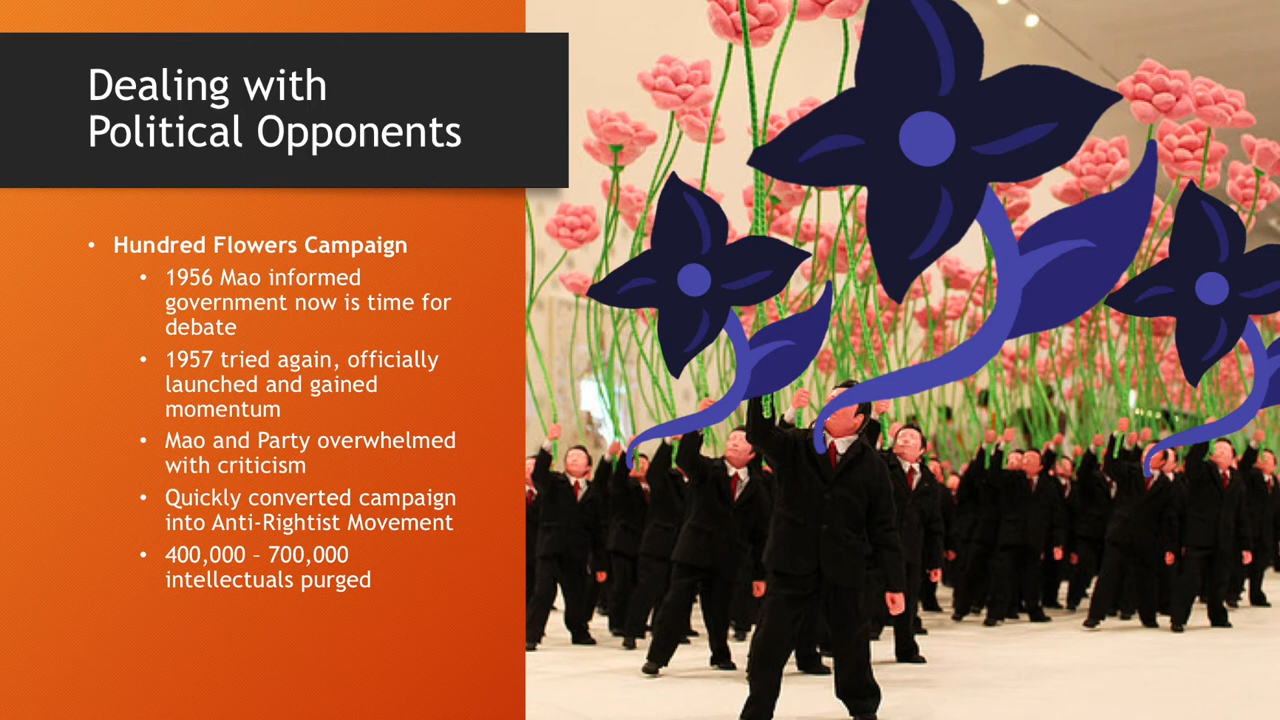 Dealing with
Political Opponents
• Hundred Flowers Campaign
• 1956 Mao informed
government now is time for
debate
• 1957 tried again, officially
launched and gained
momentum
• Mao and Party overwhelmed
with criticism
• Quickly converted campaign
into Anti-Rightist Movement
• 400,000 – 700,000
intellectuals purged